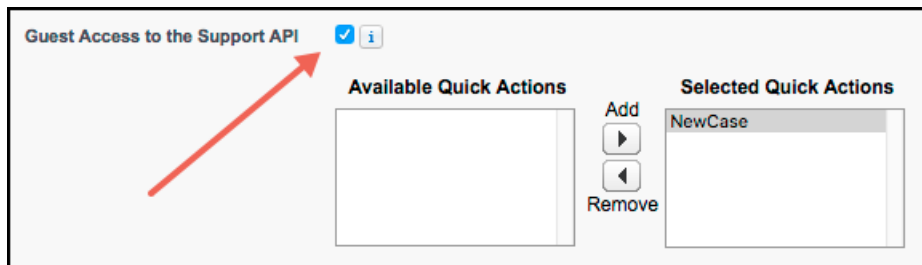 Guest Access to the Support API
i
Available Quick Actions
Selected Quick Actions
Add
NewCase
Remove